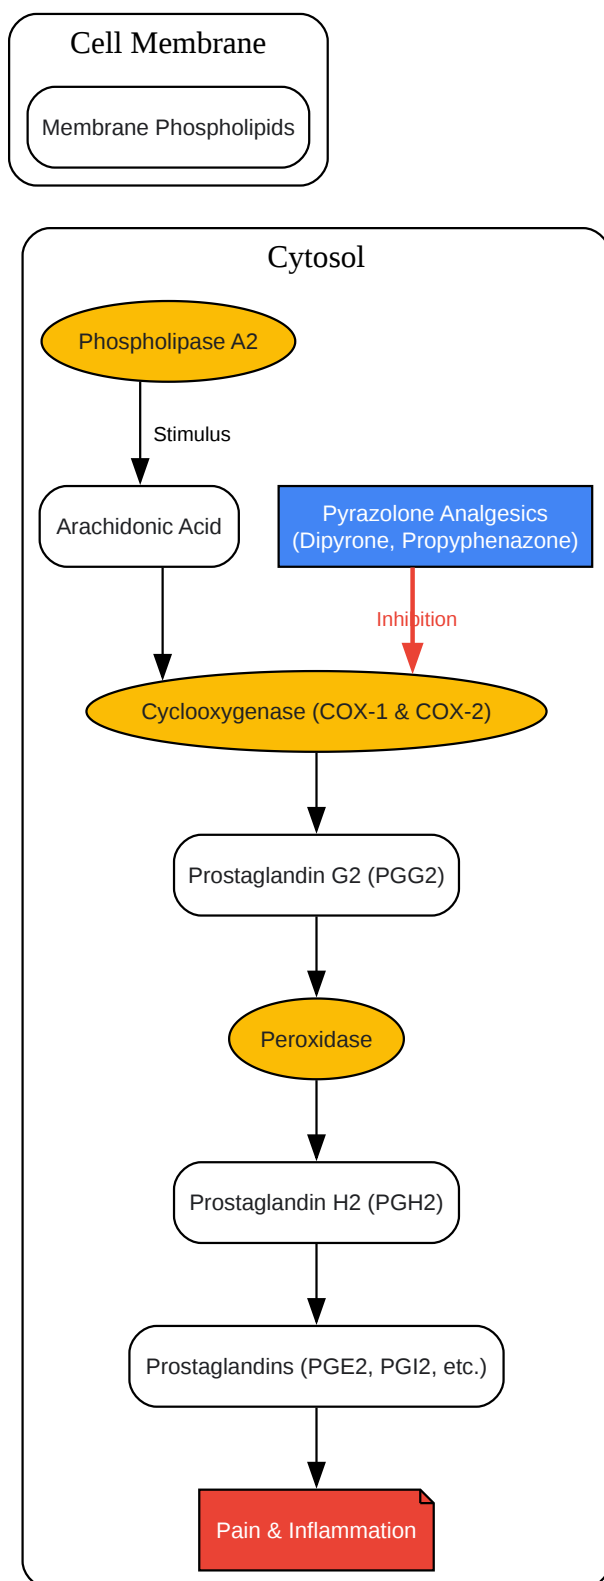 Cell Membrane
Membrane Phospholipids
Cytosol
Phospholipase A2
Stimulus
Arachidonic Acid
Pyrazolone Analgesics
(Dipyrone, Propyphenazone)
Inhibition
Cyclooxygenase (COX-1 & COX-2)
Prostaglandin G2 (PGG2)
Peroxidase
Prostaglandin H2 (PGH2)
Prostaglandins (PGE2, PGI2, etc.)
Pain & Inflammation